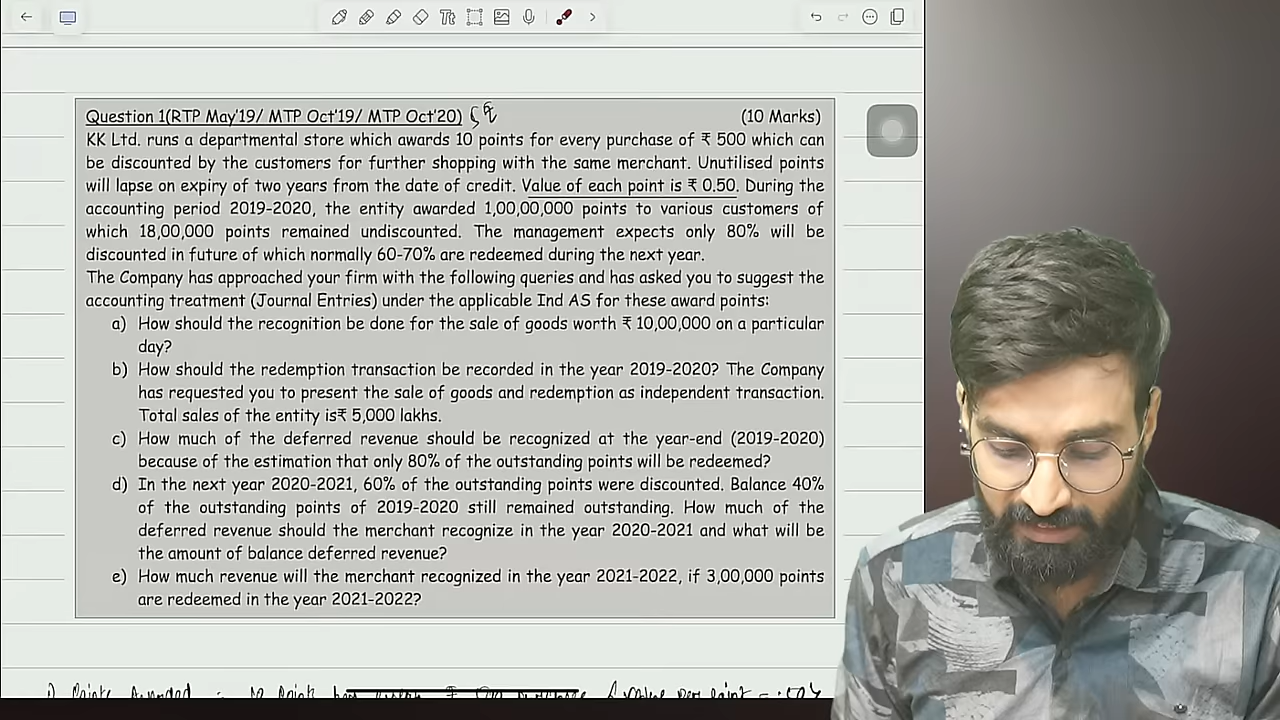 Tt
Question 1(RTP May'19/ MTP Oct'19/ MTP Oct'20)
(10 Marks)
KK Ltd. runs a departmental store which awards 10 points for every purchase of ₹ 500 which can
be discounted by the customers for further shopping with the same merchant. Unutilised points
will lapse on expiry of two years from the date of credit. Value of each point is ₹ 0.50. During the
accounting period 2019-2020, the entity awarded 1,00,00,000 points to various customers of
which 18,00,000 points remained undiscounted. The management expects only 80% will be
discounted in future of which normally 60-70% are redeemed during the next year.
The Company has approached your firm with the following queries and has asked you to suggest the
accounting treatment (Journal Entries) under the applicable Ind AS for these award points:
a) How should the recognition be done for the sale of goods worth ₹ 10,00,000 on a particular
day?
b) How should the redemption transaction be recorded in the year 2019-2020? The Company
has requested you to present the sale of goods and redemption as independent transaction.
Total sales of the entity is₹ 5,000 lakhs.
c) How much of the deferred revenue should be recognized at the year-end (2019-2020)
because of the estimation that only 80% of the outstanding points will be redeemed?
d) In the next year 2020-2021, 60% of the outstanding points were discounted. Balance 40%
of the outstanding points of 2019-2020 still remained outstanding. How much of the
deferred revenue should the merchant recognize in the year 2020-2021 and what will be
the amount of balance deferred revenue?
e) How much revenue will the merchant recognized in the year 2021-2022, if 3,00,000 points
are redeemed in the year 2021-2022?